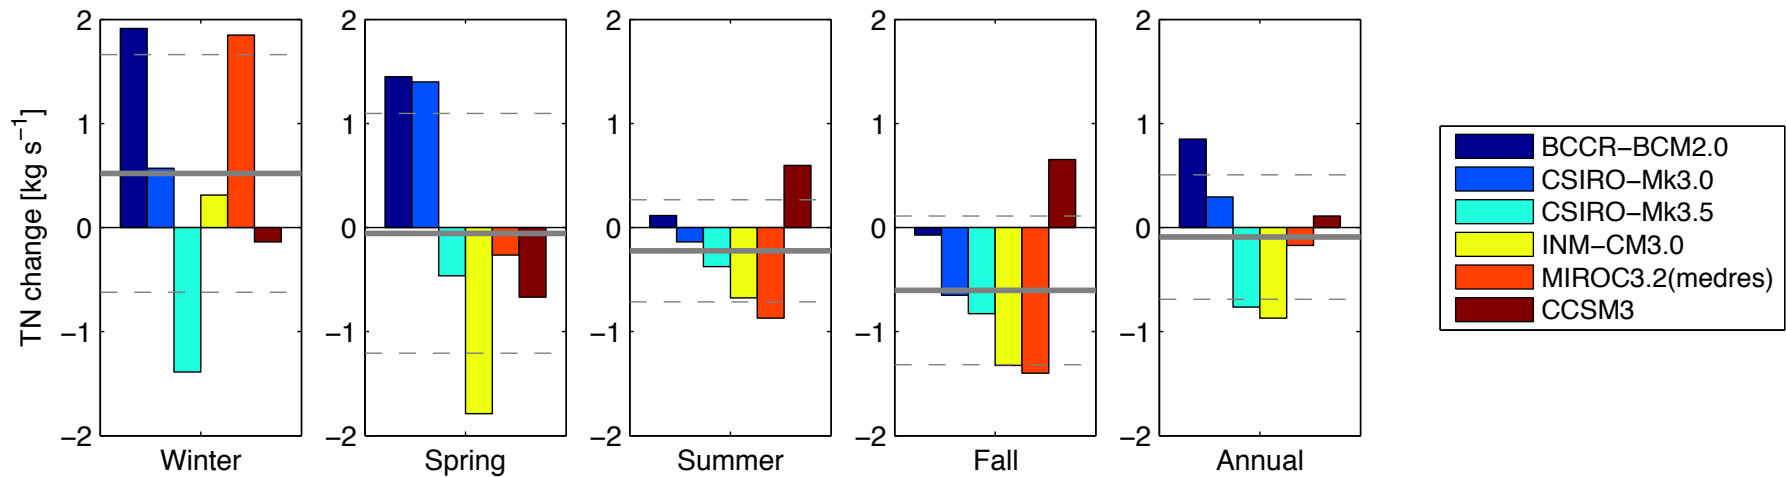 TN change [kg s⁻¹]
2
1
0
−1
−2
Winter
2
1
0
−1
−2
Spring
2
1
0
−1
−2
Summer
2
1
0
−1
−2
Fall
2
1
0
−1
−2
Annual
BCCR−BCM2.0
CSIRO−Mk3.0
CSIRO−Mk3.5
INM−CM3.0
MIROC3.2(medres)
CCSM3